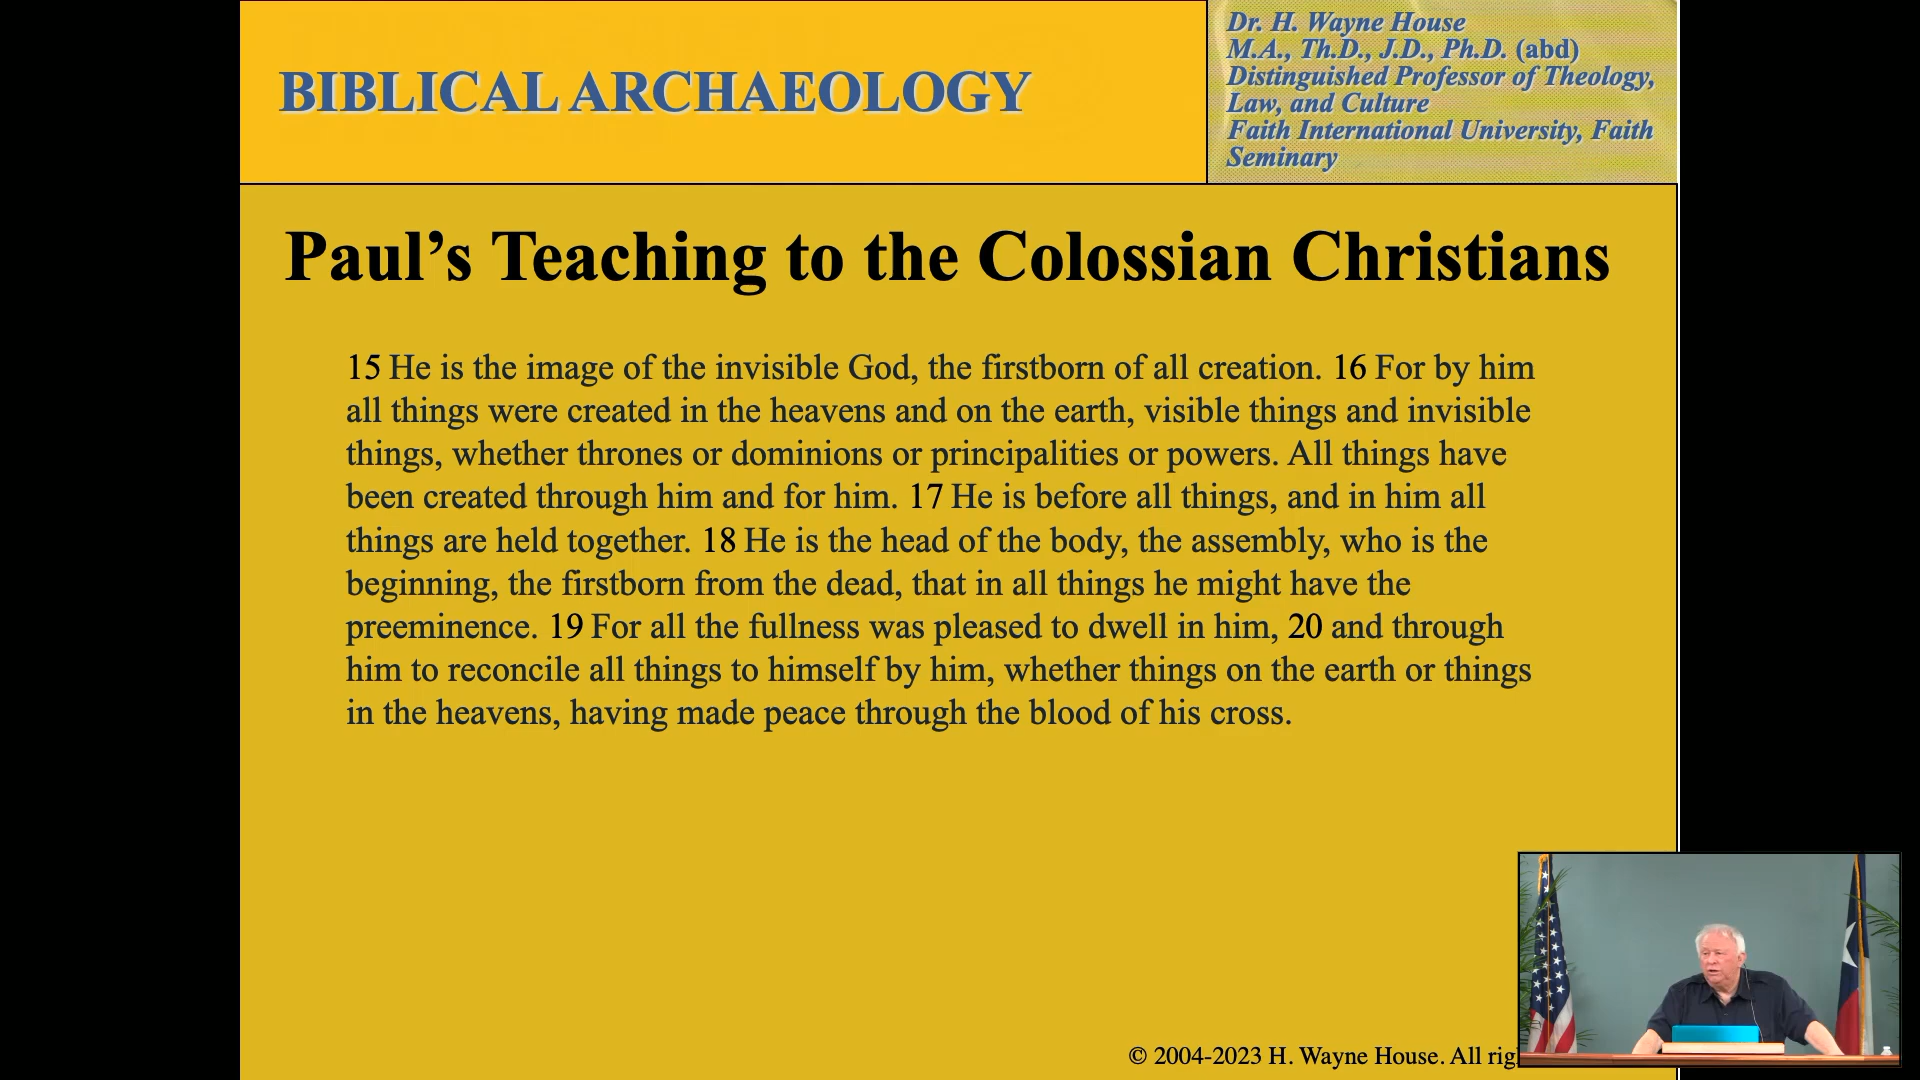 BIBLICAL ARCHAEOLOGY
Dr. H. Wayne House
M.A., Th.D., J.D., Ph.D. (abd)
Distinguished Professor of Theology,
Law, and Culture
Faith International University, Faith
Seminary
Paul’s Teaching to the Colossian Christians
15 He is the image of the invisible God, the firstborn of all creation. 16 For by him
all things were created in the heavens and on the earth, visible things and invisible
things, whether thrones or dominions or principalities or powers. All things have
been created through him and for him. 17 He is before all things, and in him all
things are held together. 18 He is the head of the body, the assembly, who is the
beginning, the firstborn from the dead, that in all things he might have the
preeminence. 19 For all the fullness was pleased to dwell in him, 20 and through
him to reconcile all things to himself by him, whether things on the earth or things
in the heavens, having made peace through the blood of his cross.
© 2004-2023 H. Wayne House. All rig